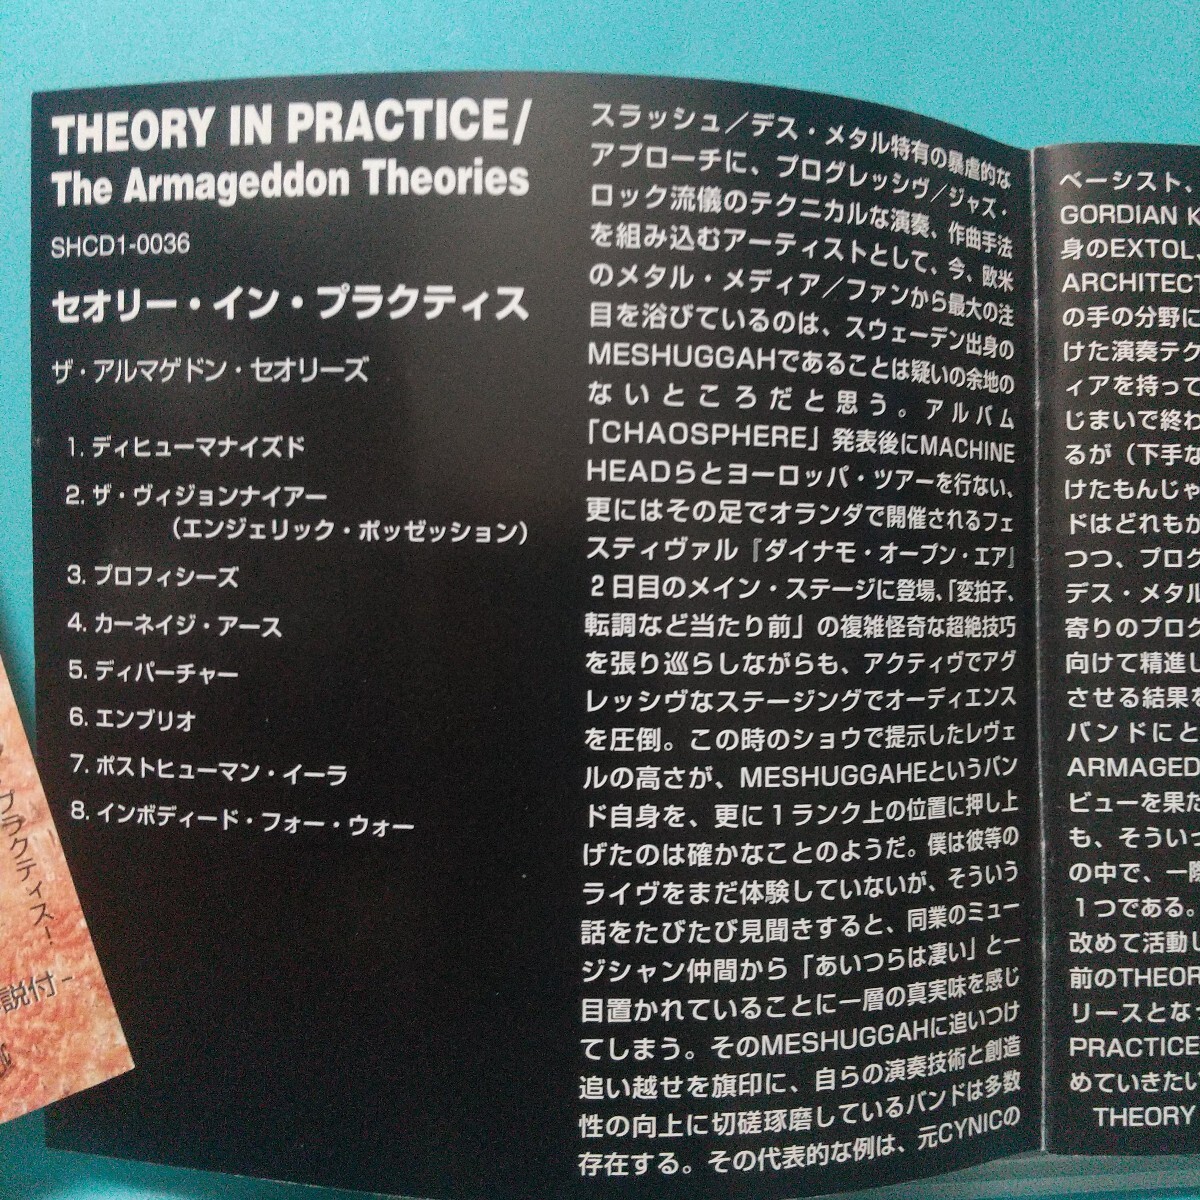 THEORY IN PRACTICE/
The Armageddon Theories
SHCD1-0036
セオリー・イン・プラクティス
ザ・アルマゲドン・セオリーズ
1. ディヒューマナイズド
2. ザ・ヴィジョンナイアー
（エンジェリック・ポッゼッション）
3. プロフィシーズ
4. カーネイジ・アース
5. ディパーチャー
6. エンブリオ
7. ポストヒューマン・イーラ
8. インボディード・フォー・ウォー
スラッシュ／デス・メタル特有の暴虐的な
アプローチに、プログレッシヴ／ジャズ・
ロック流儀のテクニカルな演奏、作曲手法
を組み込むアーティストとして、今、欧米
のメタル・メディア／ファンから最大の注
目を浴びているのは、スウェーデン出身の
MESHUGGAHであることは疑いの余地の
ないところだと思う。アルバム
「CHAOSPHERE」発表後にMACHINE
HEADらとヨーロッパ・ツアーを行ない、
更にはその足でオランダで開催されるフェ
スティヴァル『ダイナモ・オープン・エア』
2日目のメイン・ステージに登場、「変拍子、
転調など当たり前」の複雑怪奇な超絶技巧
を張り巡らしながらも、アクティヴでアグ
レッシヴなステージングでオーディエンス
を圧倒。この時のショウで提示したレヴェ
ルの高さが、MESHUGGAHEというバン
ド自身を、更に1ランク上の位置に押し上
げたのは確かなことのようだ。僕は彼等の
ライヴをまだ体験していないが、そういう
話をたびたび見聞きすると、同業のミュー
ジシャン仲間から「あいつらは凄い」と一
目置かれていることに一層の真実味を感じ
てしまう。そのMESHUGGAHに追いつけ
追い越せを旗印に、自らの演奏技術と創造
性の向上に切磋琢磨しているバンドは多数
存在する。その代表的な例は、元CYNICの
ベーシスト、
GORDIAN K
身のEXTOL、
ARCHITECT
の手の分野に
けた演奏テク
ィアを持って
じまいで終わ
るが（下手な
けたもんじゃ
ドはどれもか
つつ、プログ
デス・メタル
寄りのプログ
向けて精進し
させる結果を
バンドにと
ARMAGED
ビューを果た
も、そういっ
の中で、一際
1つである。
改めて活動し
前のTHEOR
リースとなっ
PRACTICE
めていきたい
THEORY
プラクティス！
説付-